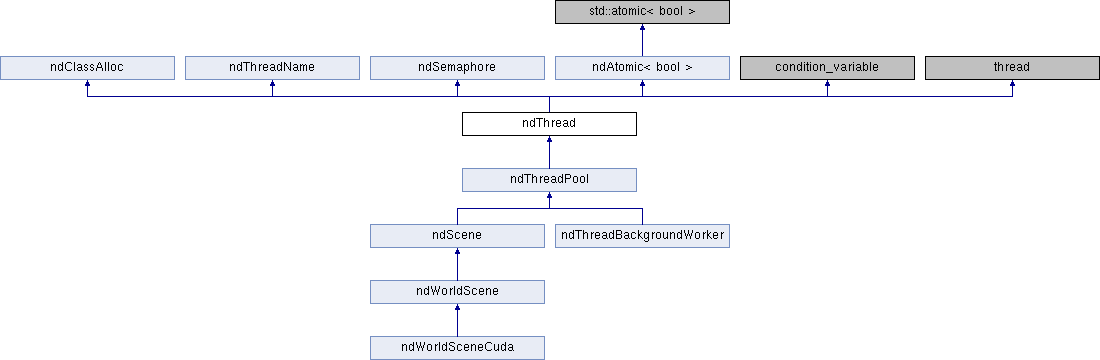 std::atomic< bool >
ndClassAlloc
ndThreadName
ndSemaphore
ndAtomic< bool >
condition_variable
thread
ndThread
ndThreadPool
ndScene
ndThreadBackgroundWorker
ndWorldScene
ndWorldSceneCuda